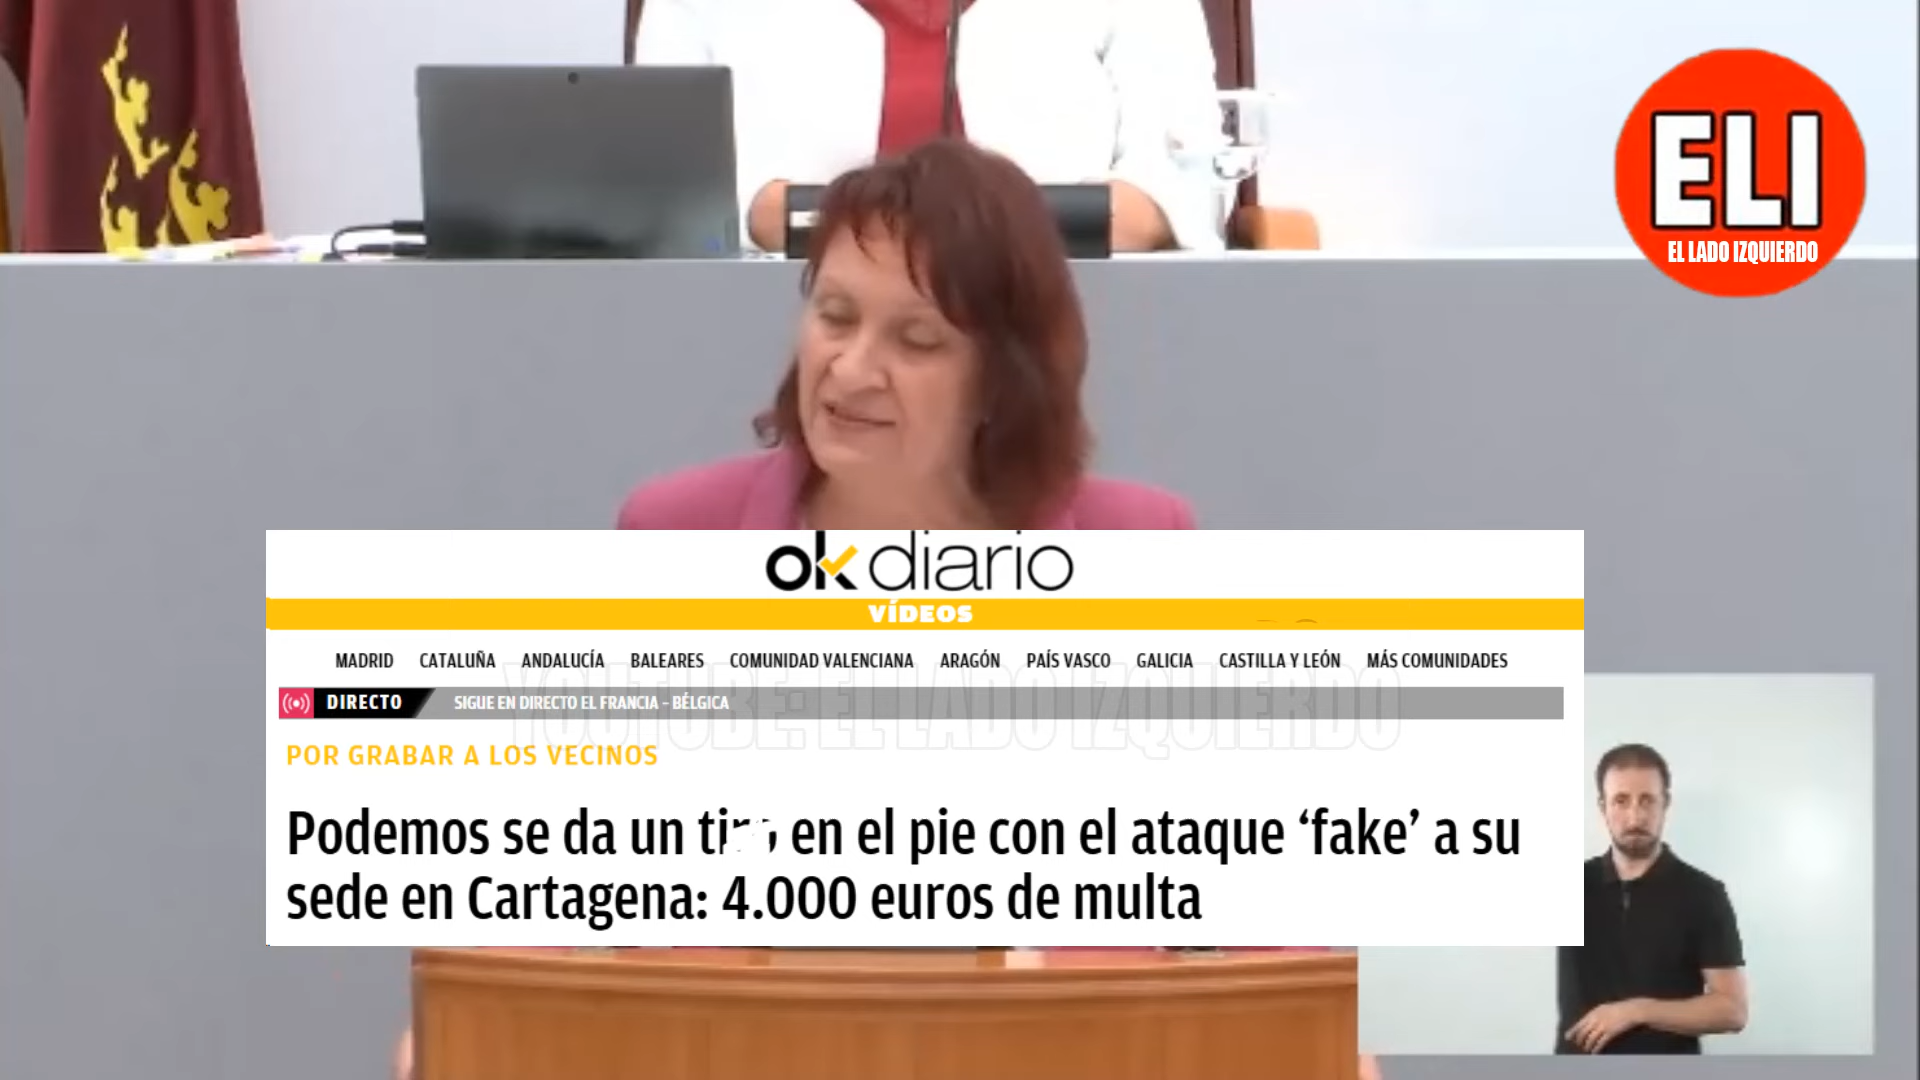 ELI
EL LADO IZQUIERDO
ok diario
VÍDEOS
MADRID CATALUÑA ANDALUCÍA BALEARES COMUNIDAD VALENCIANA ARAGÓN PAÍS VASCO GALICIA CASTILLA Y LEÓN MÁS COMUNIDADES
DIRECTO SIGUE EN DIRECTO EL FRANCIA - BÉLGICA
YOUTUBE: EL LADO IZQUIERDO
POR GRABAR A LOS VECINOS
Podemos se da un tiro en el pie con el ataque ‘fake’ a su
sede en Cartagena: 4.000 euros de multa